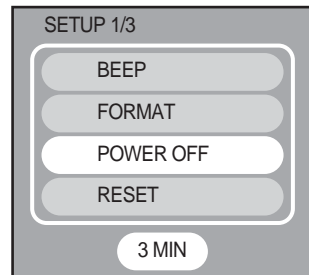 SETUP 1/3
BEEP
FORMAT
POWER OFF
RESET
3 MIN